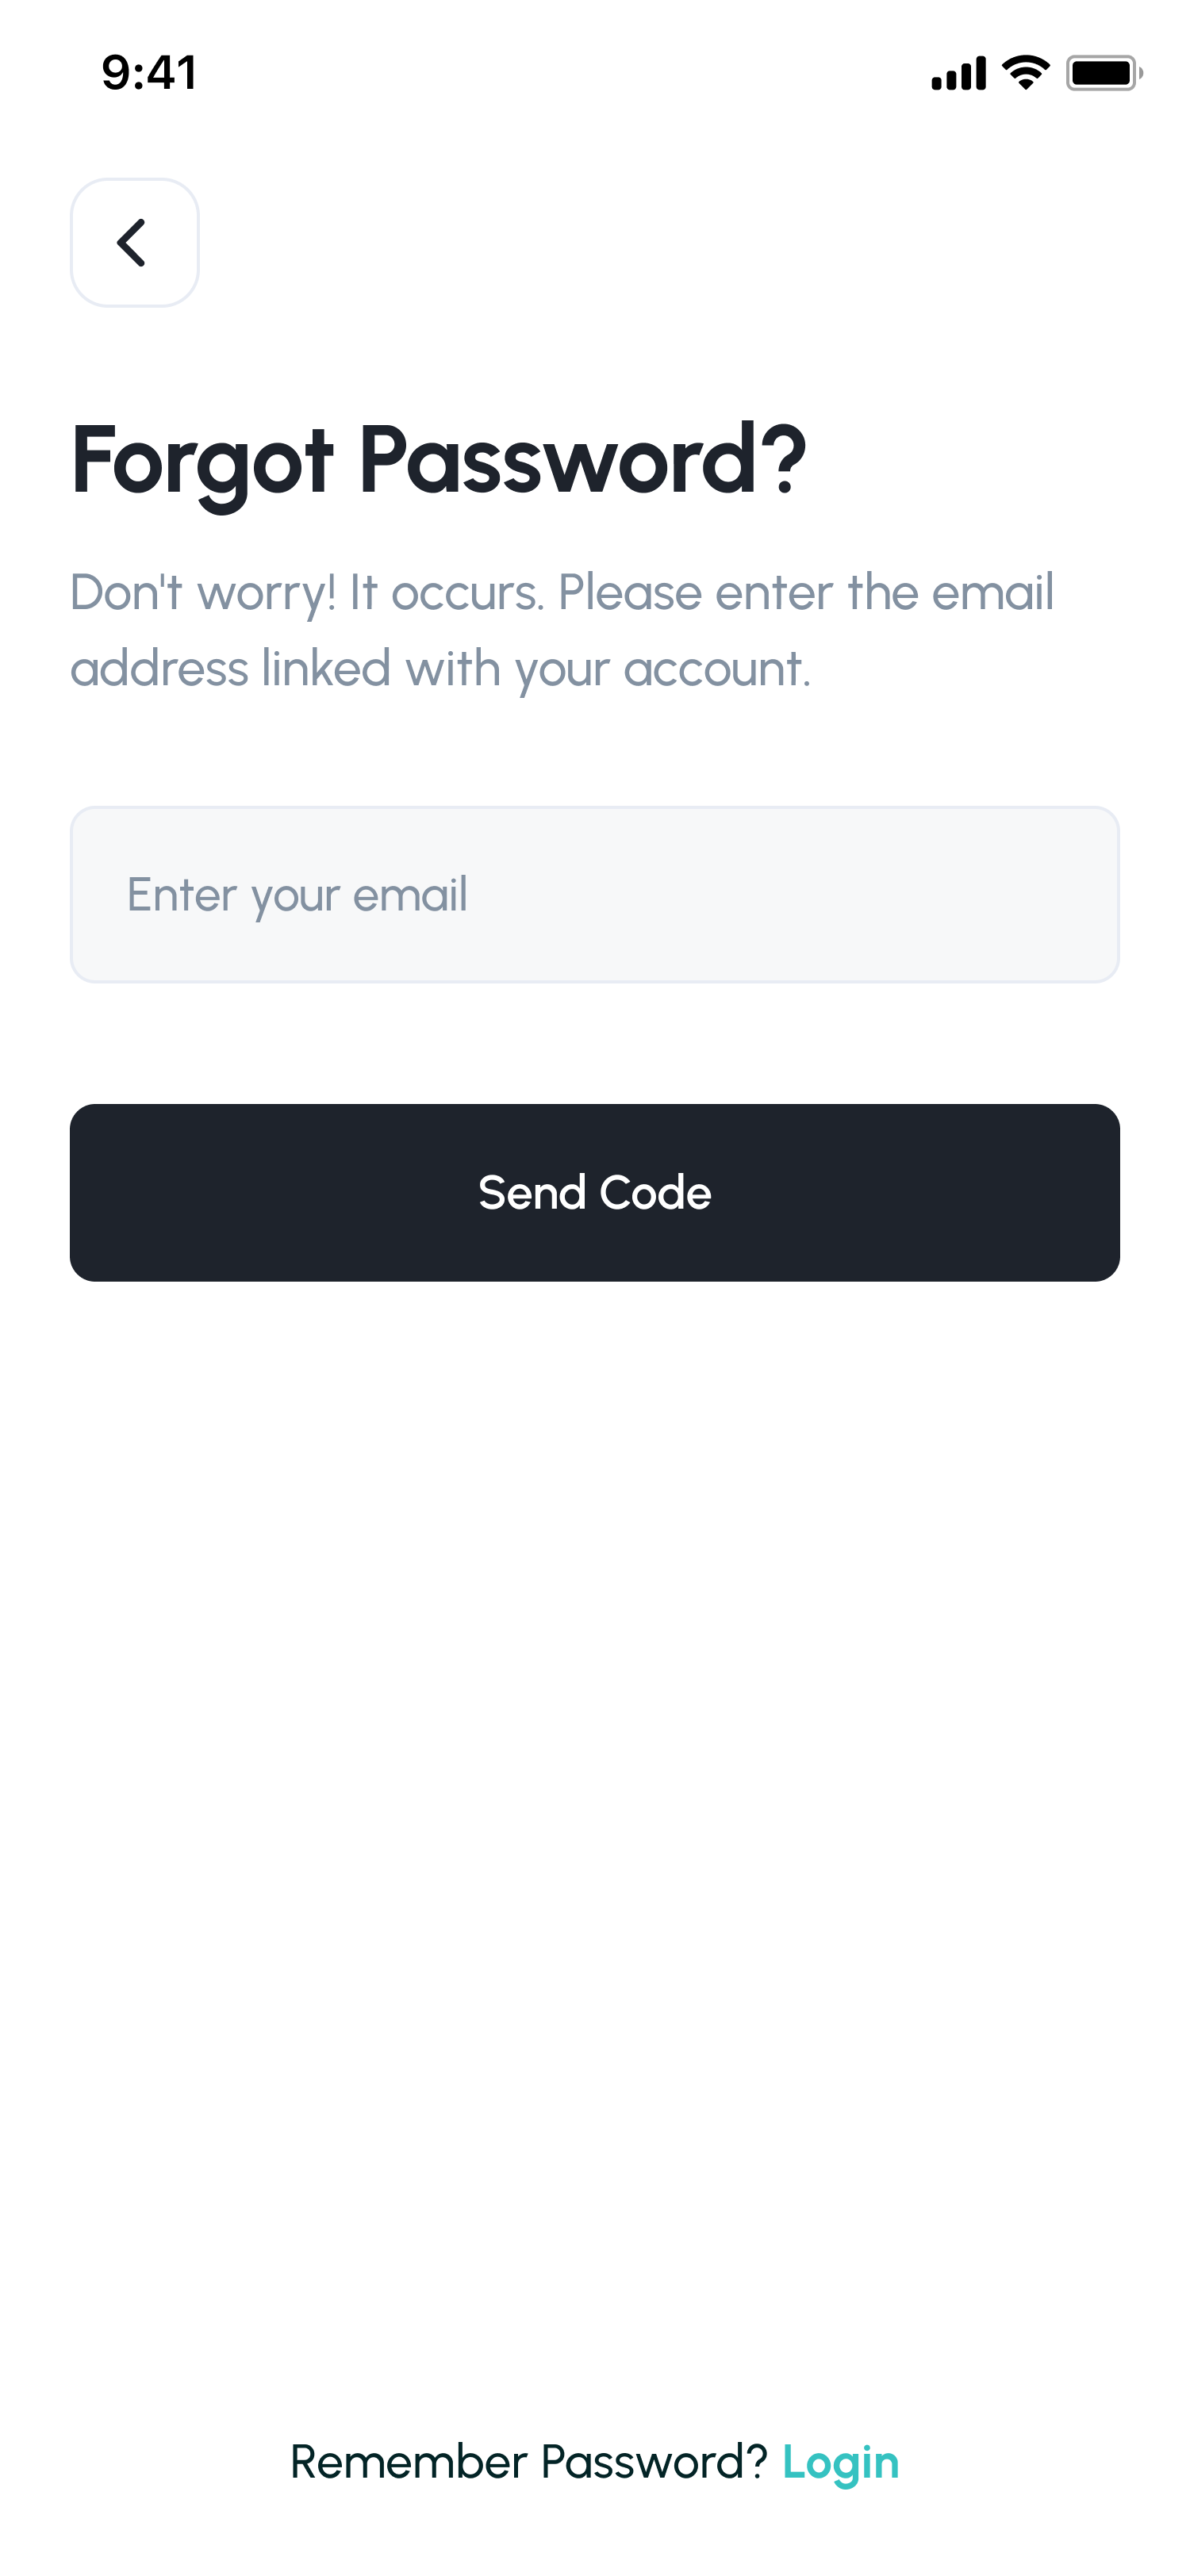 9:41
Forgot Password?
Don't worry! It occurs. Please enter the email
address linked with your account.
Enter your email
Send Code
Remember Password? Login